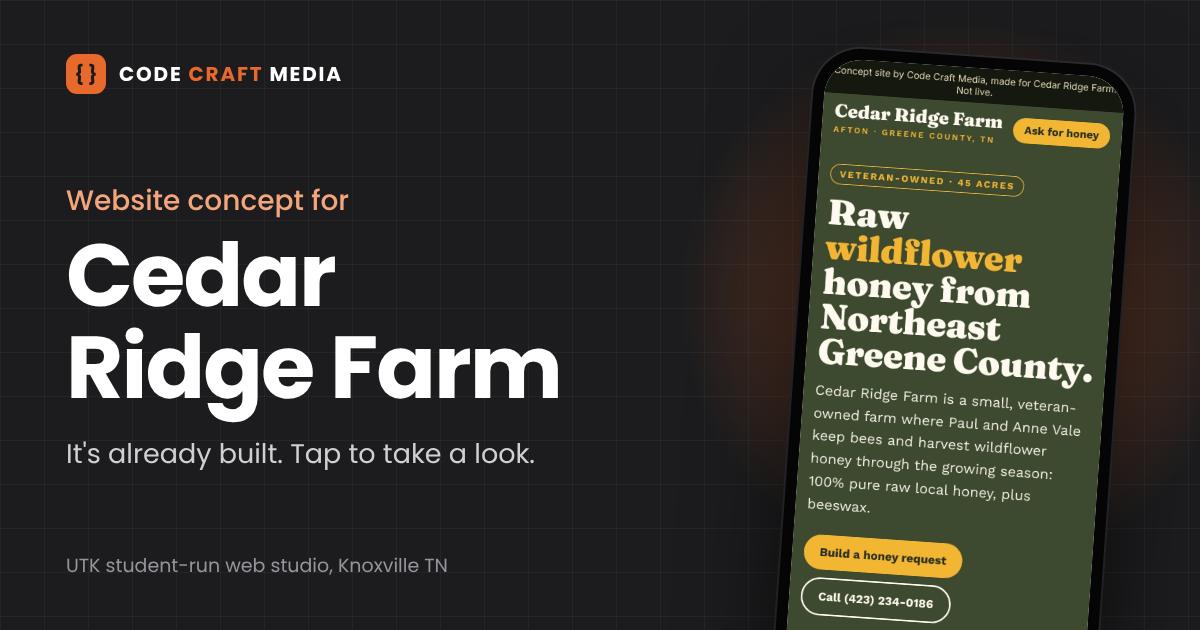 { } CODE CRAFT MEDIA
Website concept for
Cedar
Ridge Farm
It's already built. Tap to take a look.
UTK student-run web studio, Knoxville TN
Concept site by Code Craft Media, made for Cedar Ridge Farm.
Not live.
Cedar Ridge Farm
AFTON · GREENE COUNTY, TN
Ask for honey
VETERAN-OWNED · 45 ACRES
Raw
wildflower
honey from
Northeast
Greene County.
Cedar Ridge Farm is a small, veteran-
owned farm where Paul and Anne Vale
keep bees and harvest wildflower
honey through the growing season:
100% pure raw local honey, plus
beeswax.
Build a honey request
Call (423) 234-0186